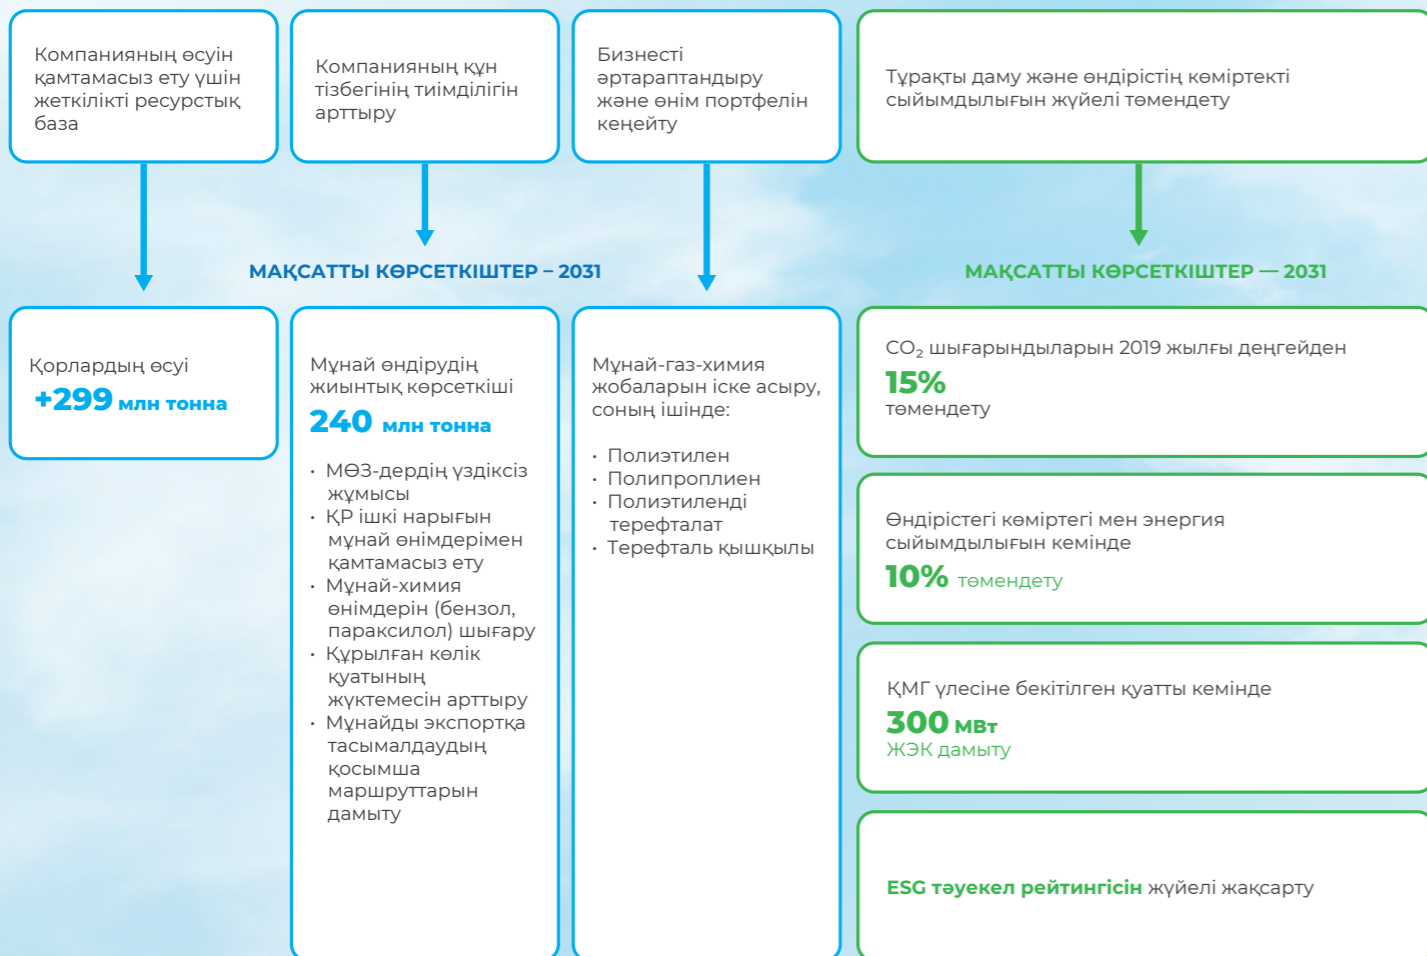 Компанияның өсуін
қамтамасыз ету үшін
жеткілікті ресурстық
база
Компанияның құн
тізбегінің тиімділігін
арттыру
Бизнесті
әртараптандыру
және өнім портфелін
кеңейту
Тұрақты даму және өндірістің көміртекті
сыйымдылығын жүйелі төмендету
МАҚСАТТЫ КӨРСЕТКІШТЕР – 2031
МАҚСАТТЫ КӨРСЕТКІШТЕР — 2031
Қорлардың өсуі
+299 млн тонна
Мұнай өндірудің
жиынтық көрсеткіші
240 млн тонна
· МӨЗ-дердің үздіксіз
жұмысы
· ҚР ішкі нарығын
мұнай өнімдерімен
қамтамасыз ету
· Мұнай-химия
өнімдерін (бензол,
параксилол) шығару
· Құрылған көлік
қуатының
жүктемесін арттыру
· Мұнайды экспортқа
тасымалдаудың
қосымша
маршруттарын
дамыту
Мұнай-газ-химия
жобаларын іске асыру,
соның ішінде:
· Полиэтилен
· Полипроплиен
· Полиэтиленді
терефталат
· Терефталь қышқылы
CO₂ шығарындыларын 2019 жылғы деңгейден
15%
төмендету
Өндірістегі көміртегі мен энергия
сыйымдылығын кемінде
10% төмендету
ҚМГ үлесіне бекітілген қуатты кемінде
300 МВт
ЖЭК дамыту
ESG тәуекел рейтингісін жүйелі жақсарту